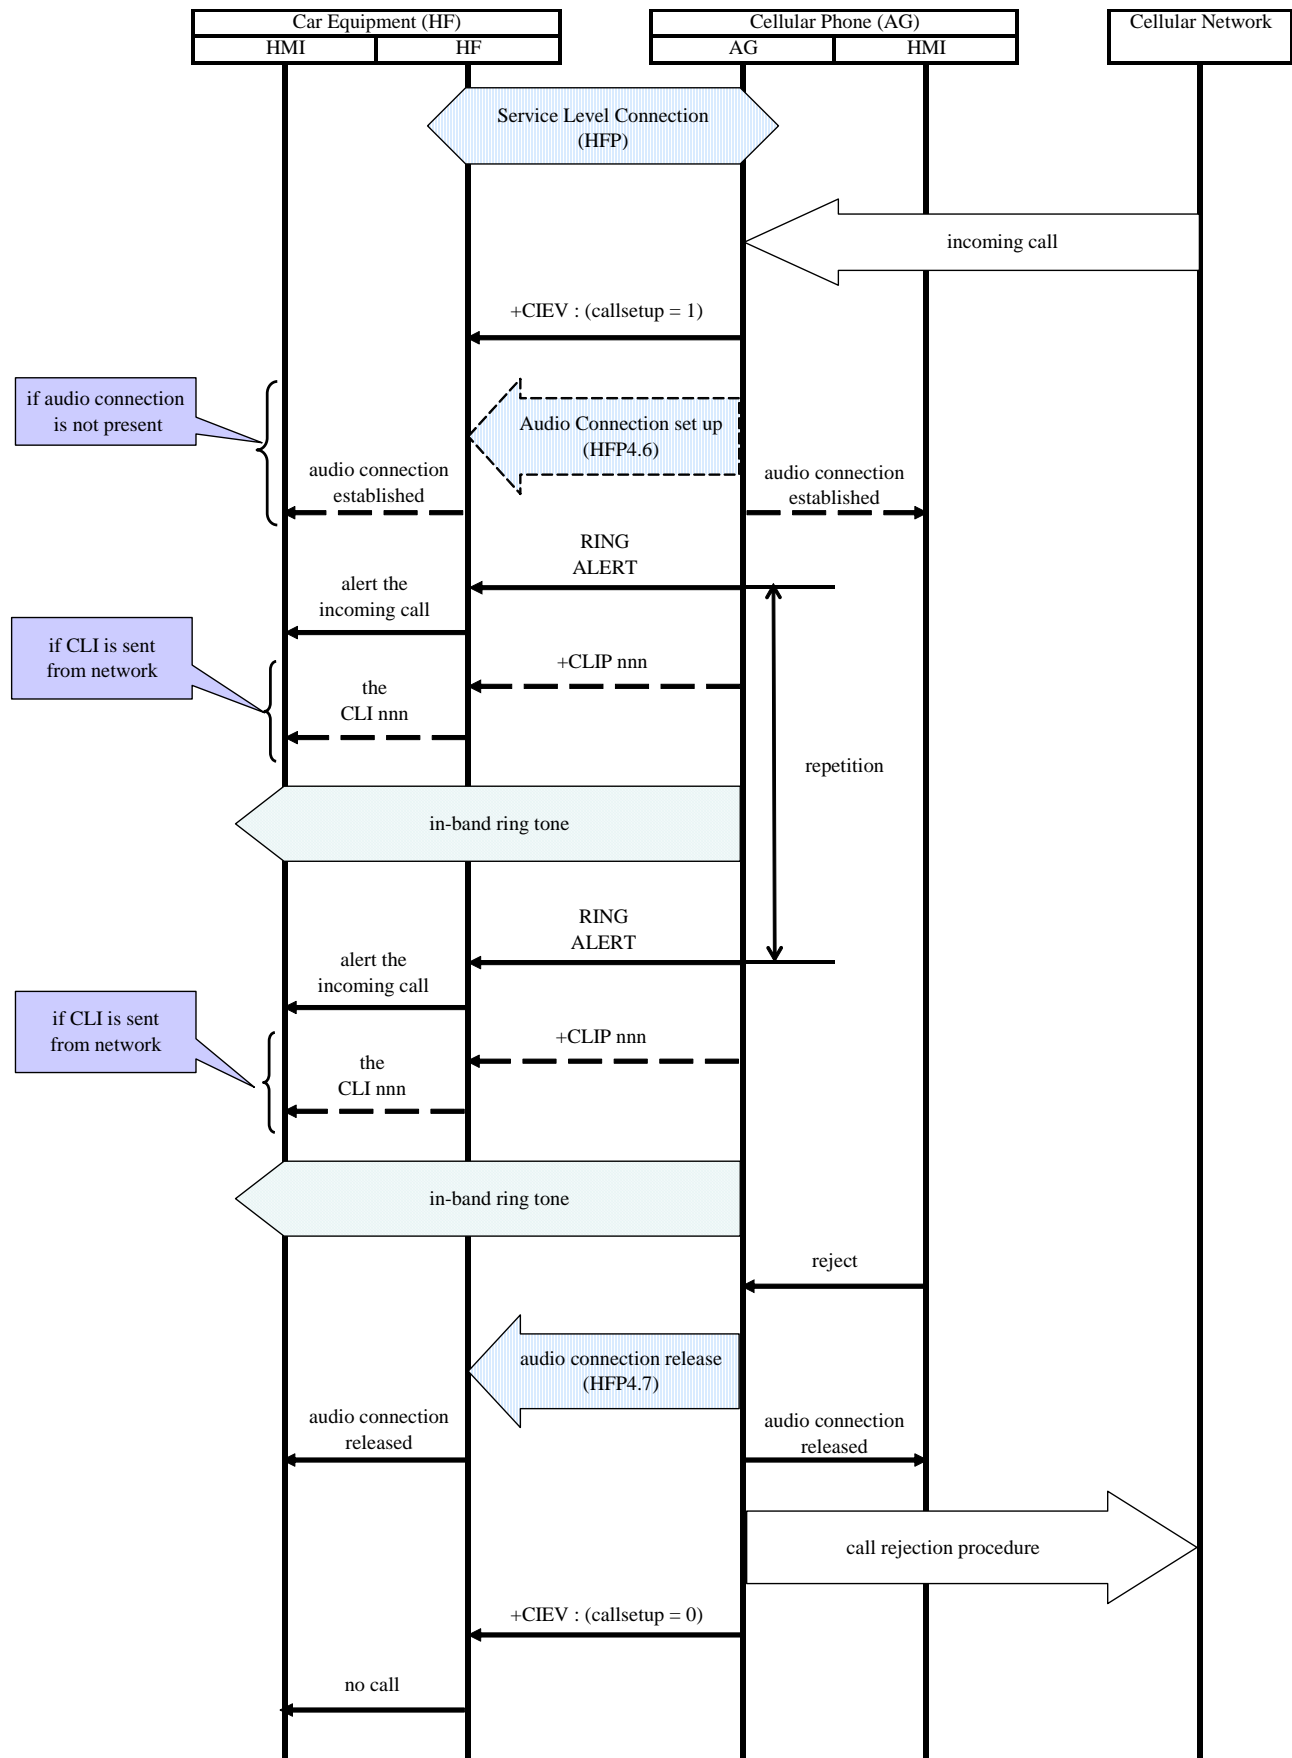 Car Equipment (HF)
Cellular Phone (AG)
Cellular Network
HMI
HF
AG
HMI
Service Level Connection
(HFP)
incoming call
+CIEV : (callsetup = 1)
if audio connection
is not present
Audio Connection set up
(HFP4.6)
audio connection
established
audio connection
established
RING
ALERT
alert the
incoming call
if CLI is sent
from network
+CLIP nnn
the
CLI nnn
repetition
in-band ring tone
RING
ALERT
alert the
incoming call
if CLI is sent
from network
+CLIP nnn
the
CLI nnn
in-band ring tone
reject
audio connection release
(HFP4.7)
audio connection
released
audio connection
released
call rejection procedure
+CIEV : (callsetup = 0)
no call